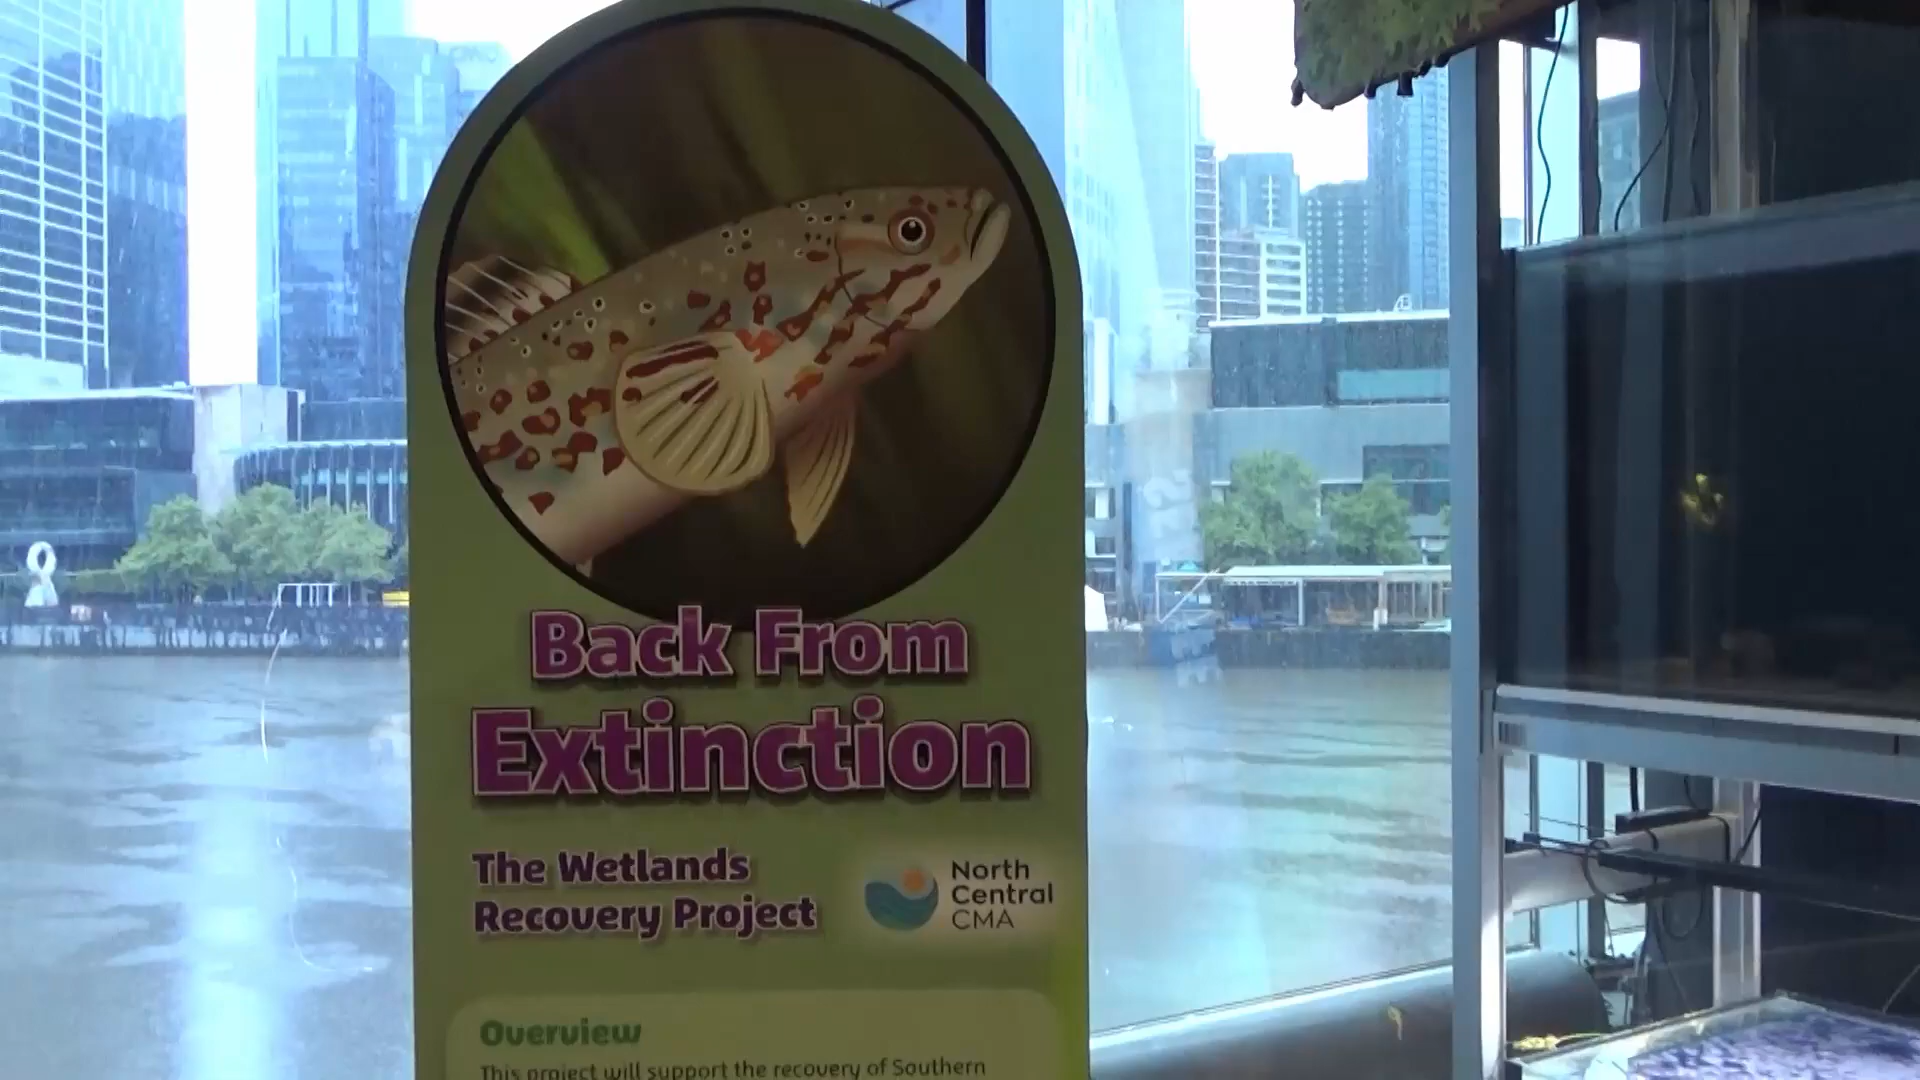 Back From
Extinction
The Wetlands
Recovery Project
North
Central
CMA
Overview
This project will support the recovery of Southern